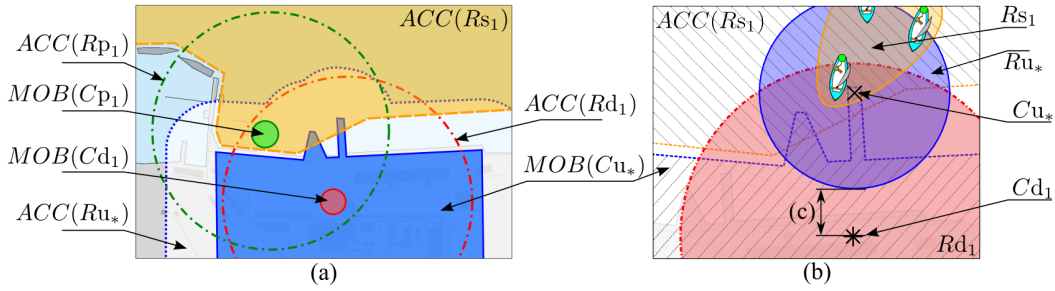 ACC(Rs₁)
ACC(Rp₁)
MOB(Cp₁)
MOB(Cd₁)
ACC(Ru*)
ACC(Rd₁)
MOB(Cu*)
(a)
ACC(Rs₁)
Rs₁
Ru*
Cu*
Cd₁
(c)
Rd₁
(b)